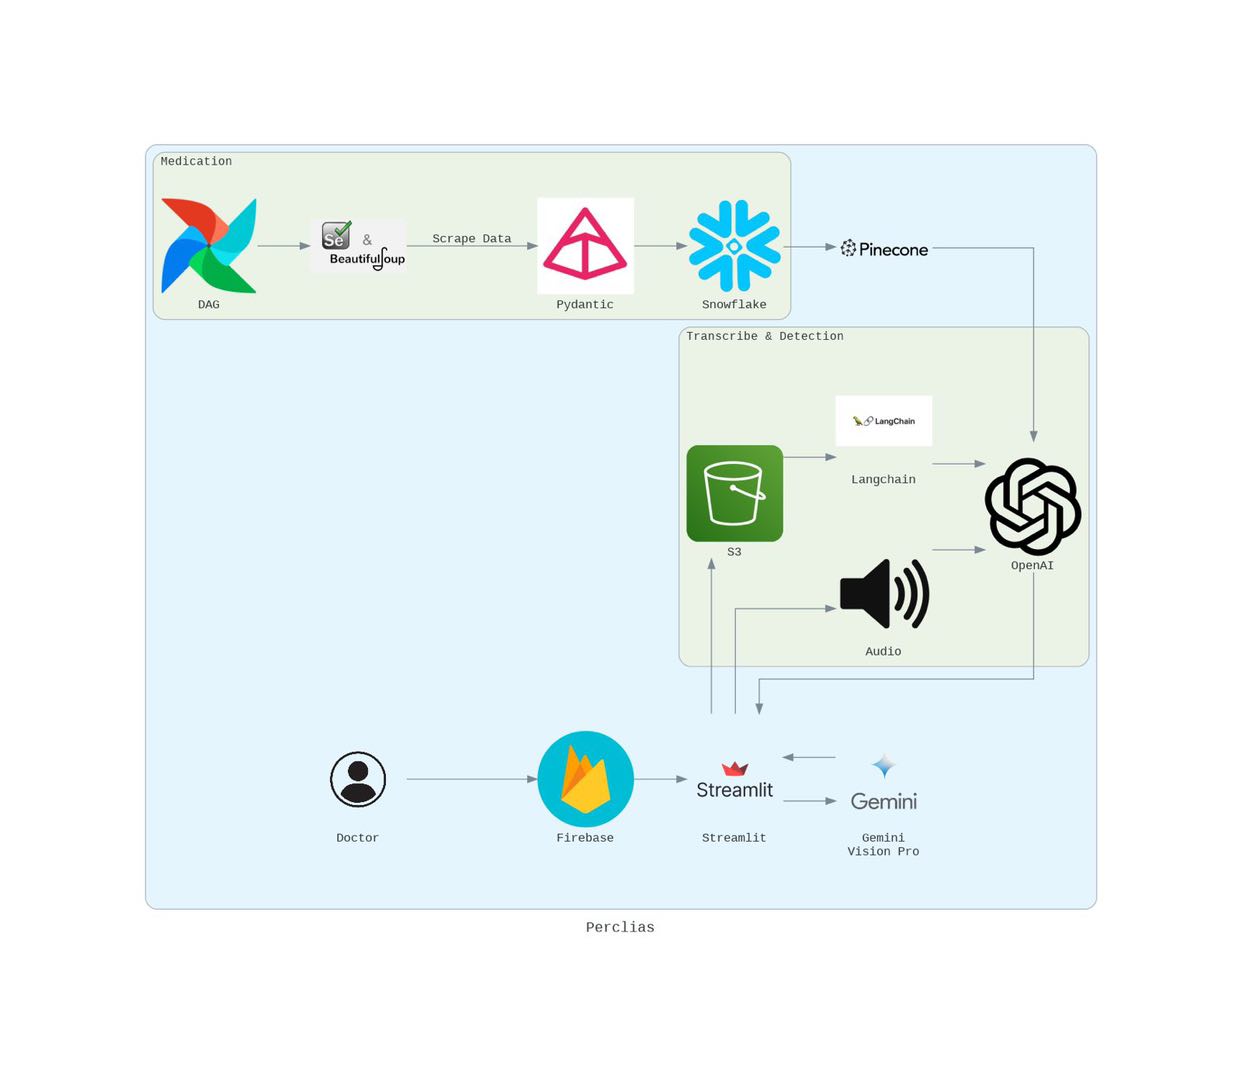 Medication
Se
&
BeautifulSoup
Scrape Data
DAG
Pydantic
Snowflake
Pinecone
Transcribe & Detection
LangChain
Langchain
S3
OpenAI
Audio
Streamlit
Gemini
Doctor
Firebase
Streamlit
Gemini
Vision Pro
Perclias